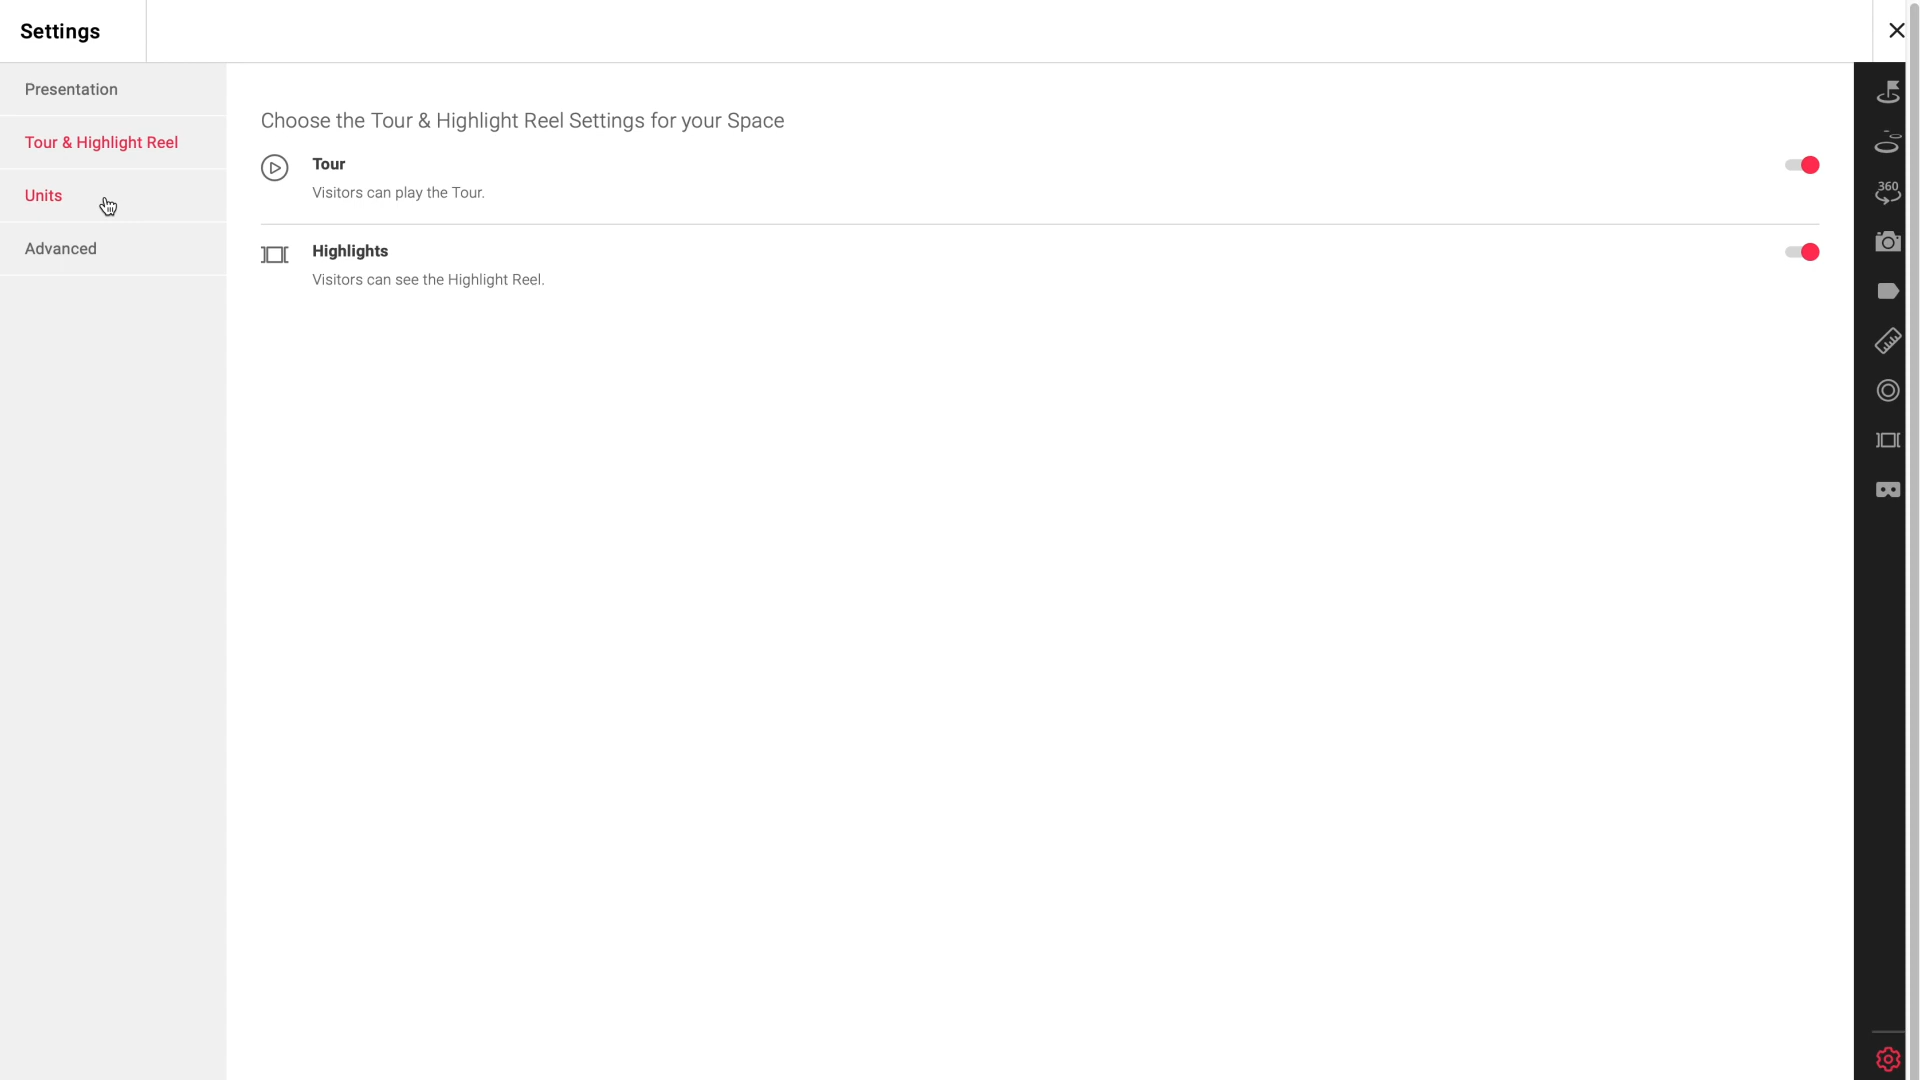 Settings
Presentation
Tour & Highlight Reel
Units
Advanced
Choose the Tour & Highlight Reel Settings for your Space
Tour
Visitors can play the Tour.
Highlights
Visitors can see the Highlight Reel.
360